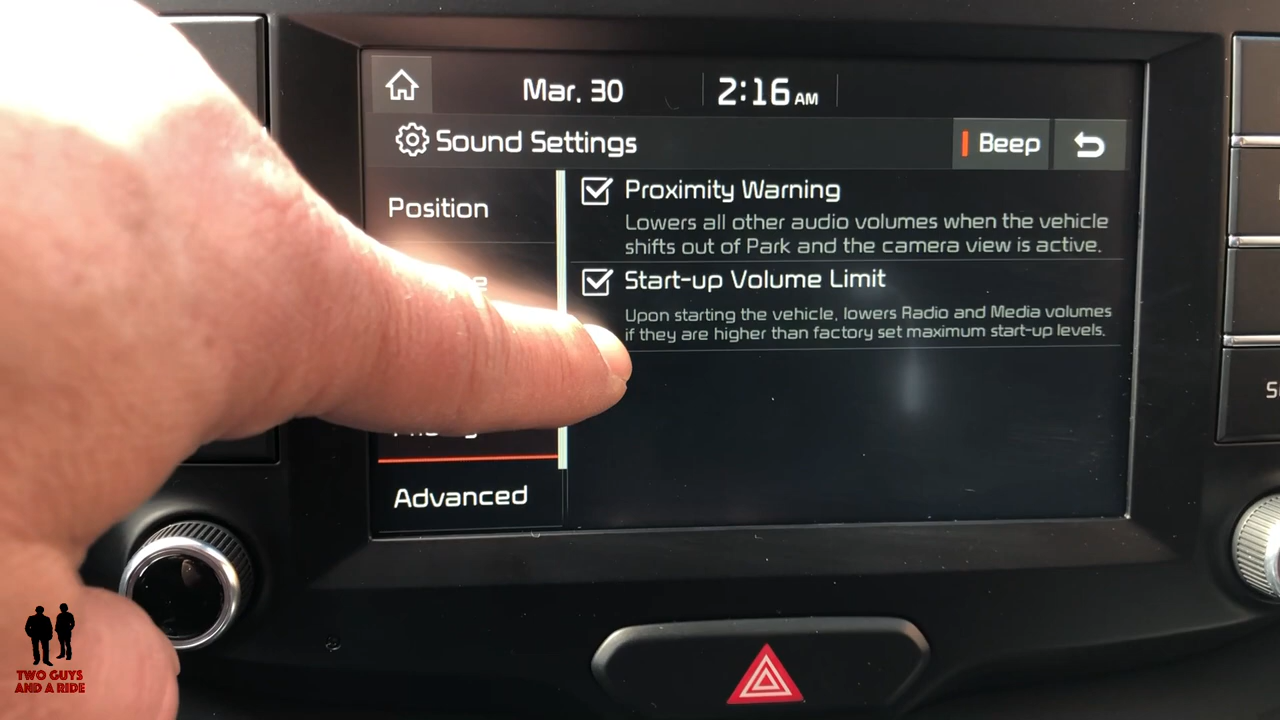 Mar. 30
2:16 AM
Sound Settings
Beep
Position
Proximity Warning
Lowers all other audio volumes when the vehicle
shifts out of Park and the camera view is active.
Start-up Volume Limit
Upon starting the vehicle, lowers Radio and Media volumes
if they are higher than factory set maximum start-up levels.
Advanced
TWO GUYS
AND A RIDE